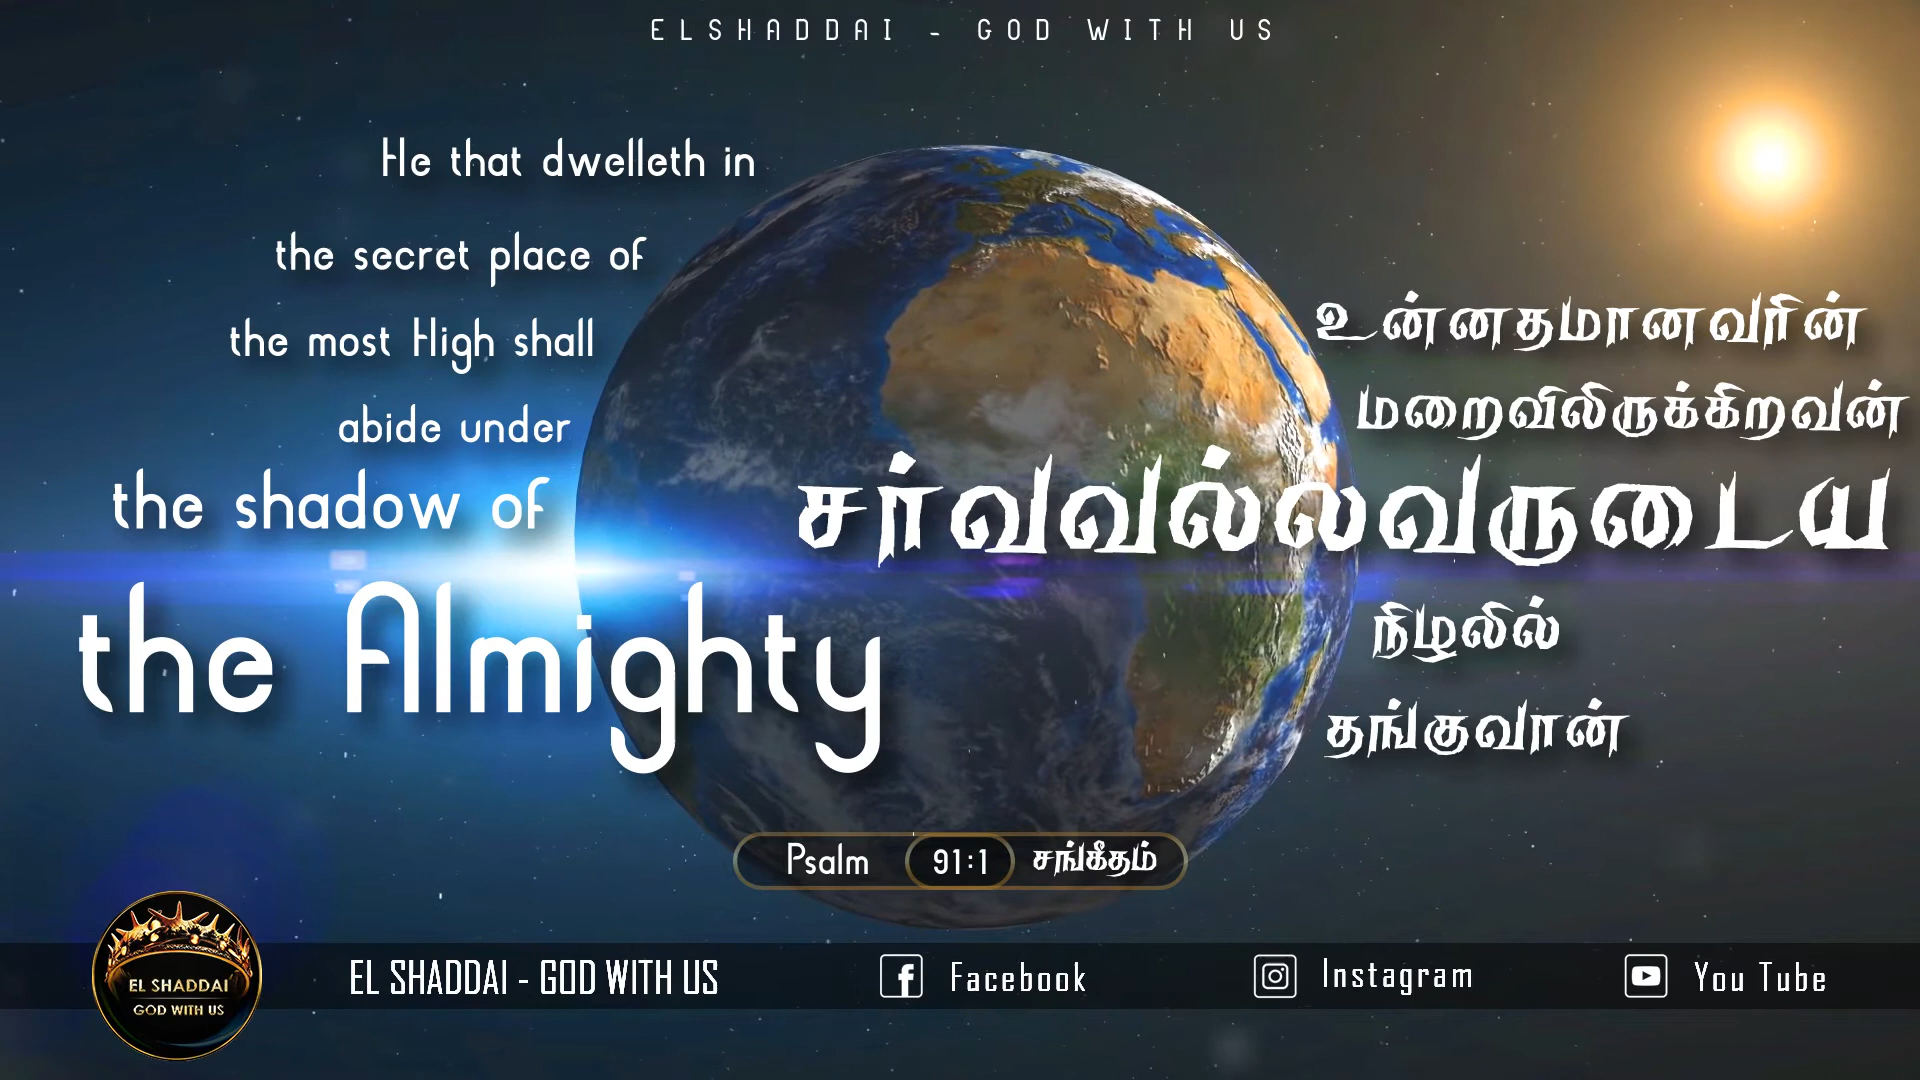 ELSHADDAI - GOD WITH US
He that dwelleth in
the secret place of
the most High shall
abide under
the shadow of
the Almighty
உன்னதமானவரின்
மறைவிலிருக்கிறவன்
சர்வவல்லவருடைய
நிழலில்
தங்குவான்
Psalm 91:1 சங்கீதம்
EL SHADDAI
GOD WITH US
EL SHADDAI - GOD WITH US
Facebook
Instagram
You Tube